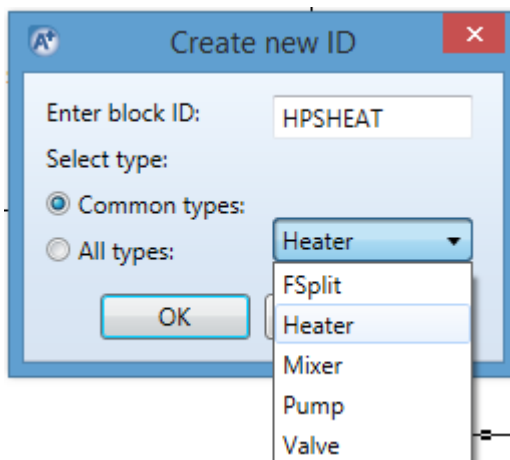 A+
Create new ID
Enter block ID: HPSHEAT
Select type:
Common types:
All types: Heater
FSplit
OK
Heater
Mixer
Pump
Valve